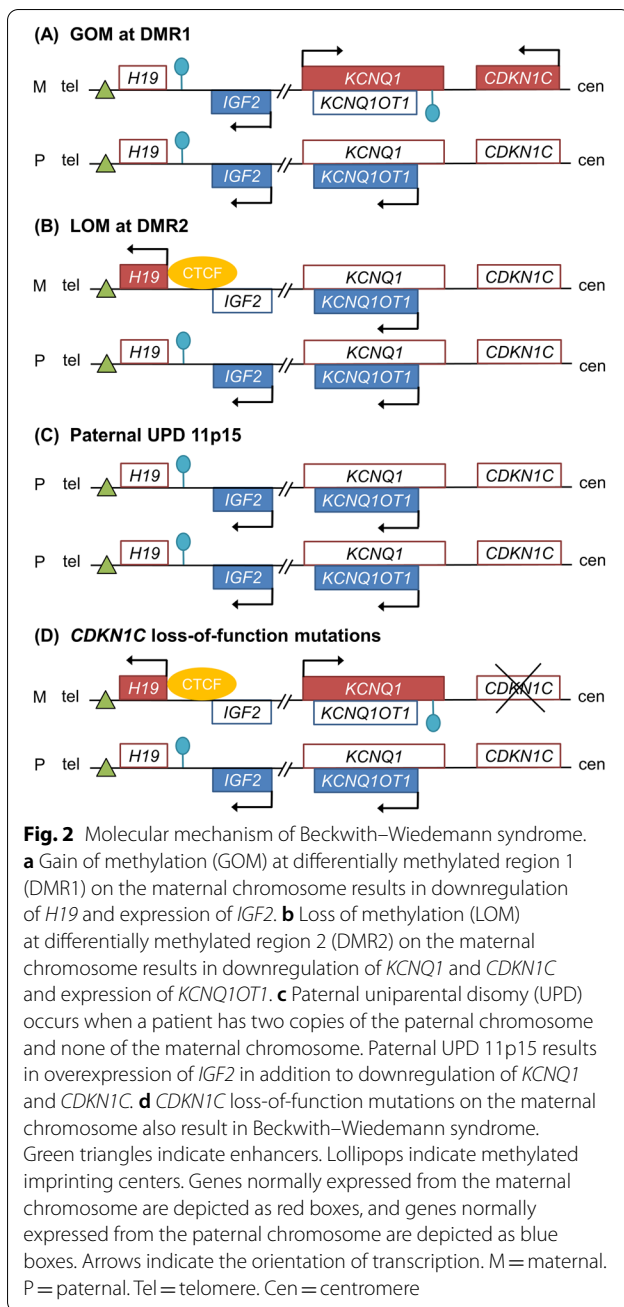 (A) GOM at DMR1
M tel H19 IGF2 KCNQ1 KCNQ1OT1 CDKN1C cen
P tel H19 IGF2 KCNQ1 KCNQ1OT1 CDKN1C cen
(B) LOM at DMR2
M tel H19 CTCF IGF2 KCNQ1 KCNQ1OT1 CDKN1C cen
P tel H19 IGF2 KCNQ1 KCNQ1OT1 CDKN1C cen
(C) Paternal UPD 11p15
P tel H19 IGF2 KCNQ1 KCNQ1OT1 CDKN1C cen
P tel H19 IGF2 KCNQ1 KCNQ1OT1 CDKN1C cen
(D) CDKN1C loss-of-function mutations
M tel H19 CTCF IGF2 KCNQ1 KCNQ1OT1 CDKN1C cen
P tel H19 IGF2 KCNQ1 KCNQ1OT1 CDKN1C cen
Fig. 2 Molecular mechanism of Beckwith–Wiedemann syndrome.
a Gain of methylation (GOM) at differentially methylated region 1
(DMR1) on the maternal chromosome results in downregulation
of H19 and expression of IGF2. b Loss of methylation (LOM)
at differentially methylated region 2 (DMR2) on the maternal
chromosome results in downregulation of KCNQ1 and CDKN1C
and expression of KCNQ1OT1. c Paternal uniparental disomy (UPD)
occurs when a patient has two copies of the paternal chromosome
and none of the maternal chromosome. Paternal UPD 11p15 results
in overexpression of IGF2 in addition to downregulation of KCNQ1
and CDKN1C. d CDKN1C loss-of-function mutations on the maternal
chromosome also result in Beckwith–Wiedemann syndrome.
Green triangles indicate enhancers. Lollipops indicate methylated
imprinting centers. Genes normally expressed from the maternal
chromosome are depicted as red boxes, and genes normally
expressed from the paternal chromosome are depicted as blue
boxes. Arrows indicate the orientation of transcription. M = maternal.
P = paternal. Tel = telomere. Cen = centromere